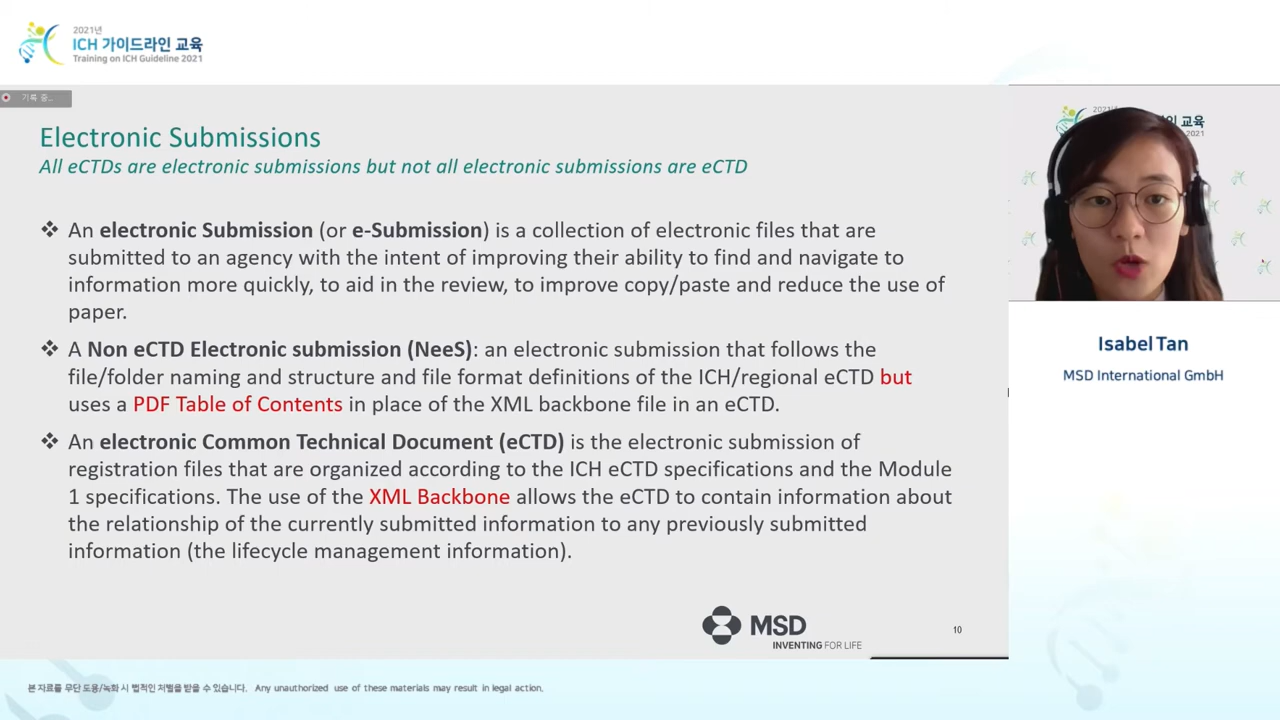 2021년
ICH 가이드라인 교육
Training on ICH Guideline 2021
기록 중...
Electronic Submissions
All eCTDs are electronic submissions but not all electronic submissions are eCTD
❖ An electronic Submission (or e-Submission) is a collection of electronic files that are
submitted to an agency with the intent of improving their ability to find and navigate to
information more quickly, to aid in the review, to improve copy/paste and reduce the use of
paper.
❖ A Non eCTD Electronic submission (NeeS): an electronic submission that follows the
file/folder naming and structure and file format definitions of the ICH/regional eCTD but
uses a PDF Table of Contents in place of the XML backbone file in an eCTD.
❖ An electronic Common Technical Document (eCTD) is the electronic submission of
registration files that are organized according to the ICH eCTD specifications and the Module
1 specifications. The use of the XML Backbone allows the eCTD to contain information about
the relationship of the currently submitted information to any previously submitted
information (the lifecycle management information).
MSD
INVENTING FOR LIFE
10
2021
인 교육
2021
Isabel Tan
MSD International GmbH
본 자료를 무단 도용/녹화 시 법적인 처벌을 받을 수 있습니다. Any unauthorized use of these materials may result in legal action.